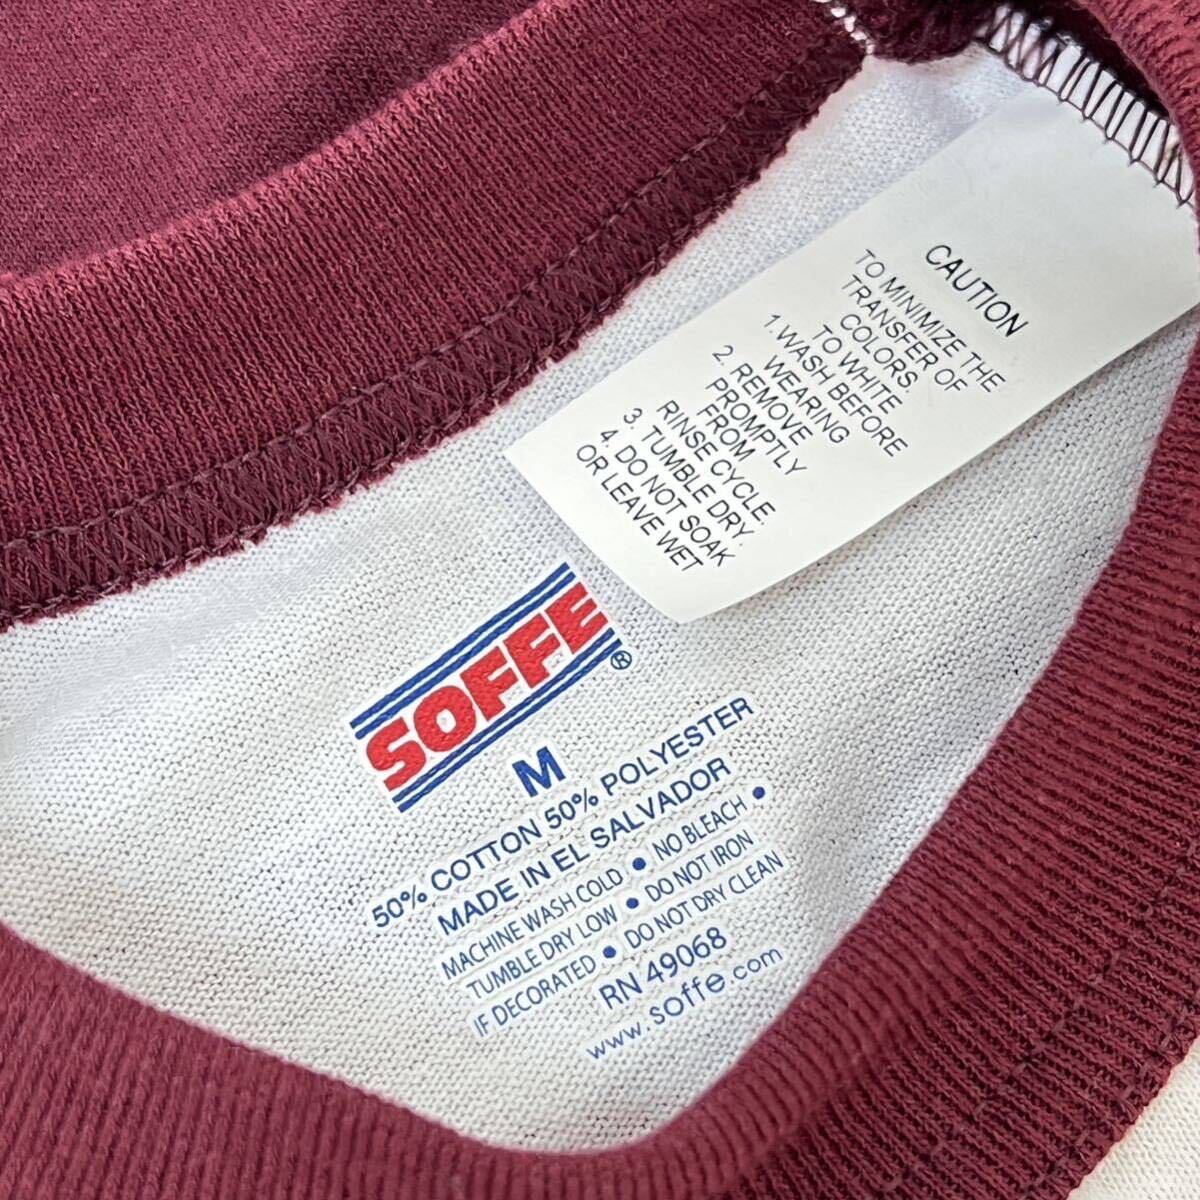 CAUTION
TO MINIMIZE THE
TRANSFER OF
COLORS.
TO WHITE
1. WASH BEFORE
WEARING
2. REMOVE
PROMPTLY
FROM
RINSE CYCLE.
3. TUMBLE DRY.
4. DO NOT SOAK
OR LEAVE WET
SOFFE®
M
50% COTTON 50% POLYESTER
MADE IN EL SALVADOR
MACHINE WASH COLD • NO BLEACH •
TUMBLE DRY LOW • DO NOT IRON
IF DECORATED • DO NOT DRY CLEAN
RN 49068
www.soffe.com